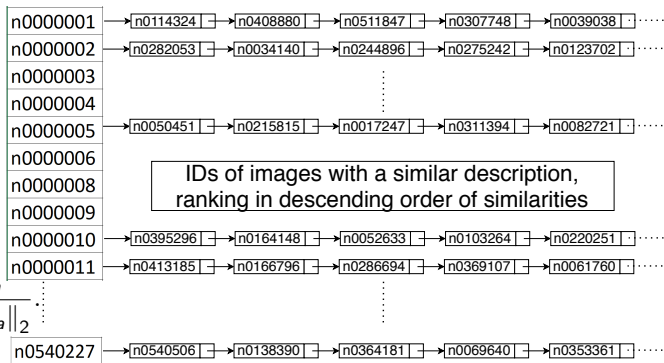 n0000001 n0114324 n0408880 n0511847 n0307748 n0039038
n0000002 n0282053 n0034140 n0244896 n0275242 n0123702
n0000003
n0000004
n0000005 n0050451 n0215815 n0017247 n0311394 n0082721
n0000006
n0000008
n0000009
IDs of images with a similar description,
ranking in descending order of similarities
n0000010 n0395296 n0164148 n0052633 n0103264 n0220251
n0000011 n0413185 n0166796 n0286694 n0369107 n0061760
a‖₂
n0540227 n0540506 n0138390 n0364181 n0069640 n0353361